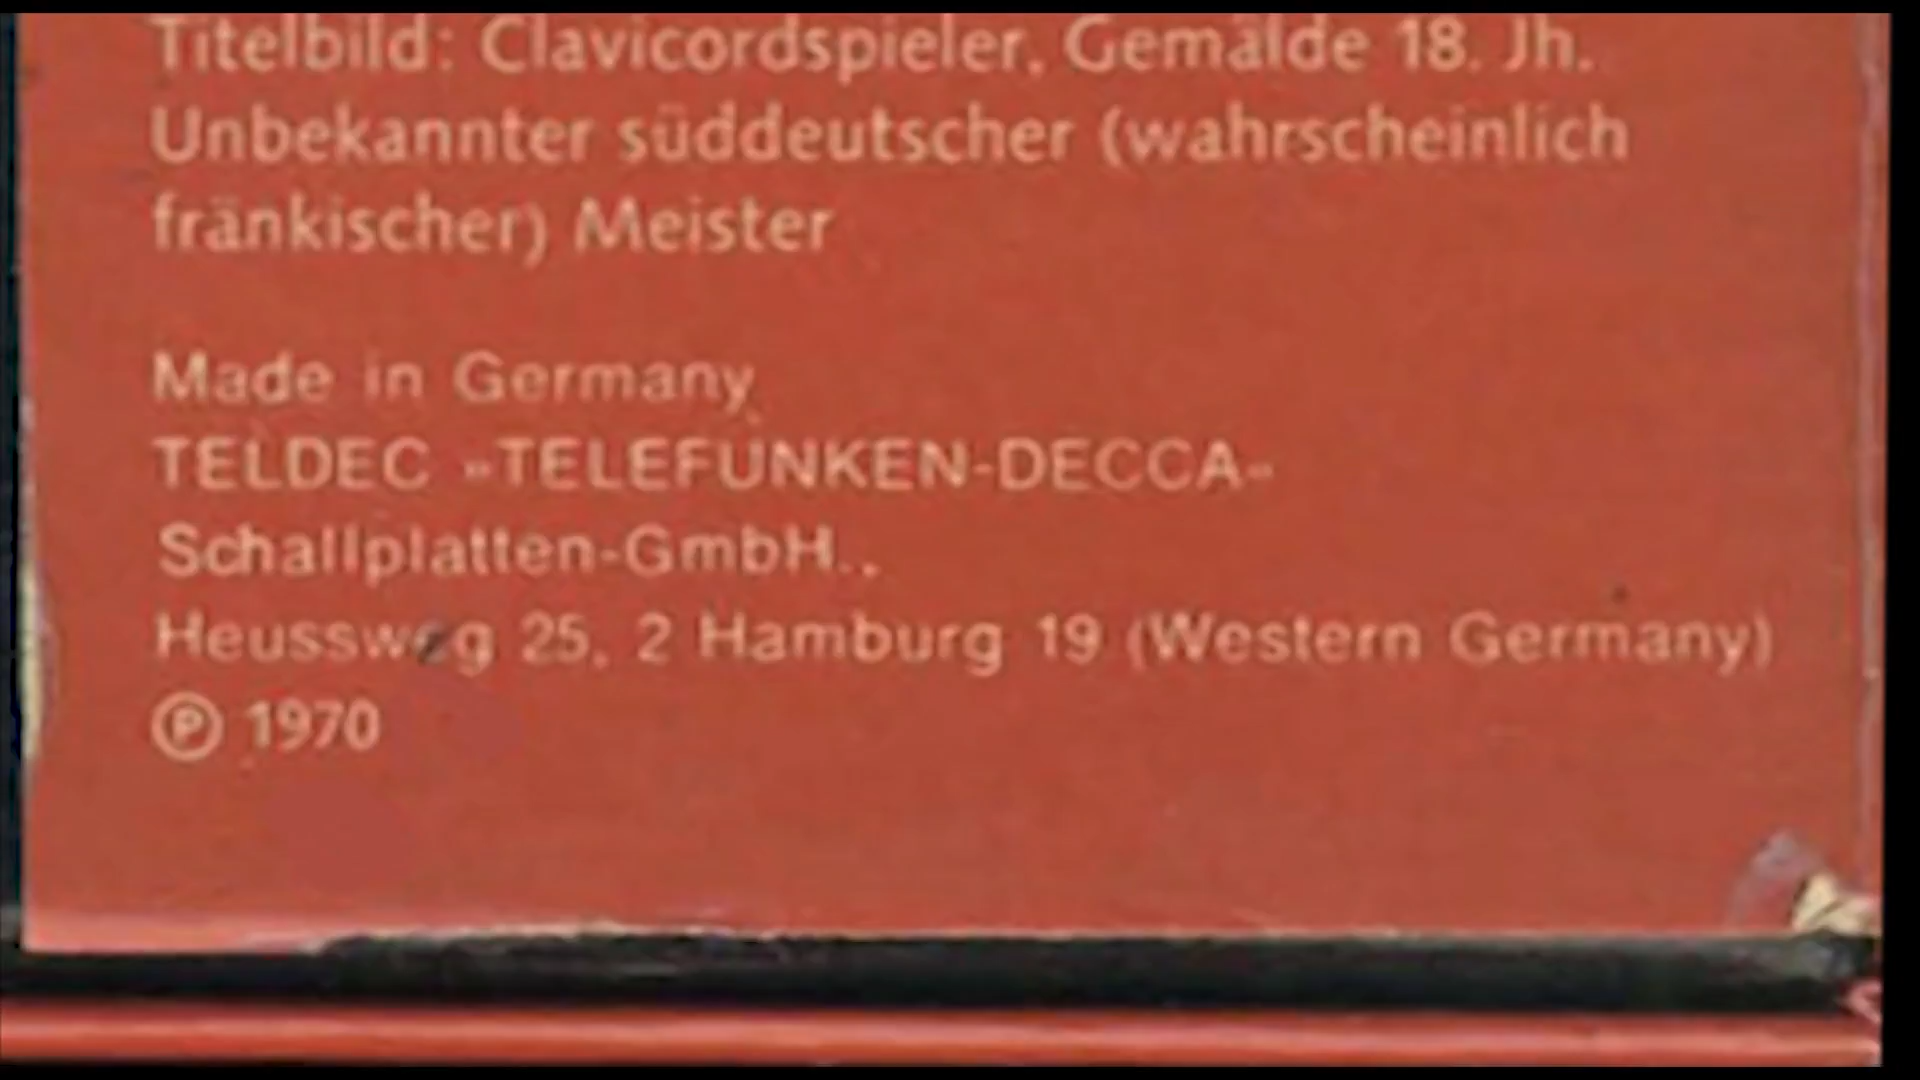 Titelbild: Clavicordspieler, Gemälde 18. Jh.
Unbekannter süddeutscher (wahrscheinlich
fränkischer) Meister
Made in Germany
TELDEC »TELEFUNKEN-DECCA«
Schallplatten-GmbH.,
Heussweg 25, 2 Hamburg 19 (Western Germany)
Ⓟ 1970